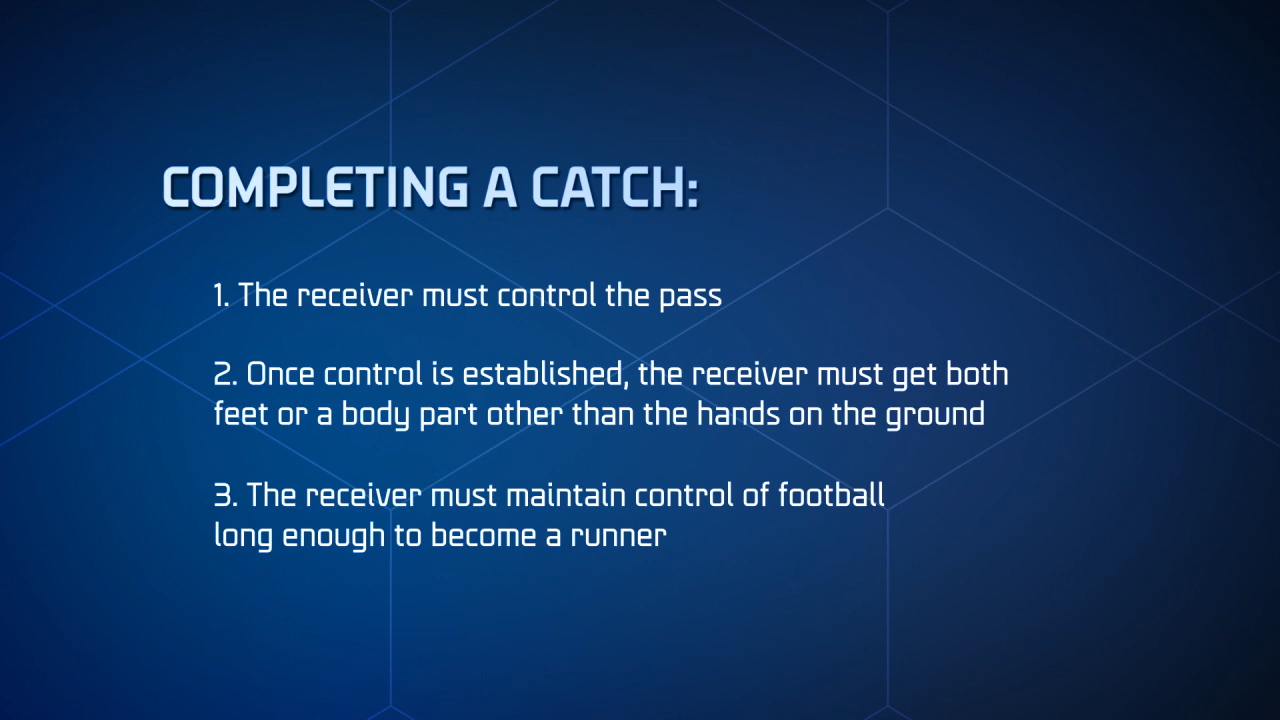 COMPLETING A CATCH:
1. The receiver must control the pass
2. Once control is established, the receiver must get both
feet or a body part other than the hands on the ground
3. The receiver must maintain control of football
long enough to become a runner